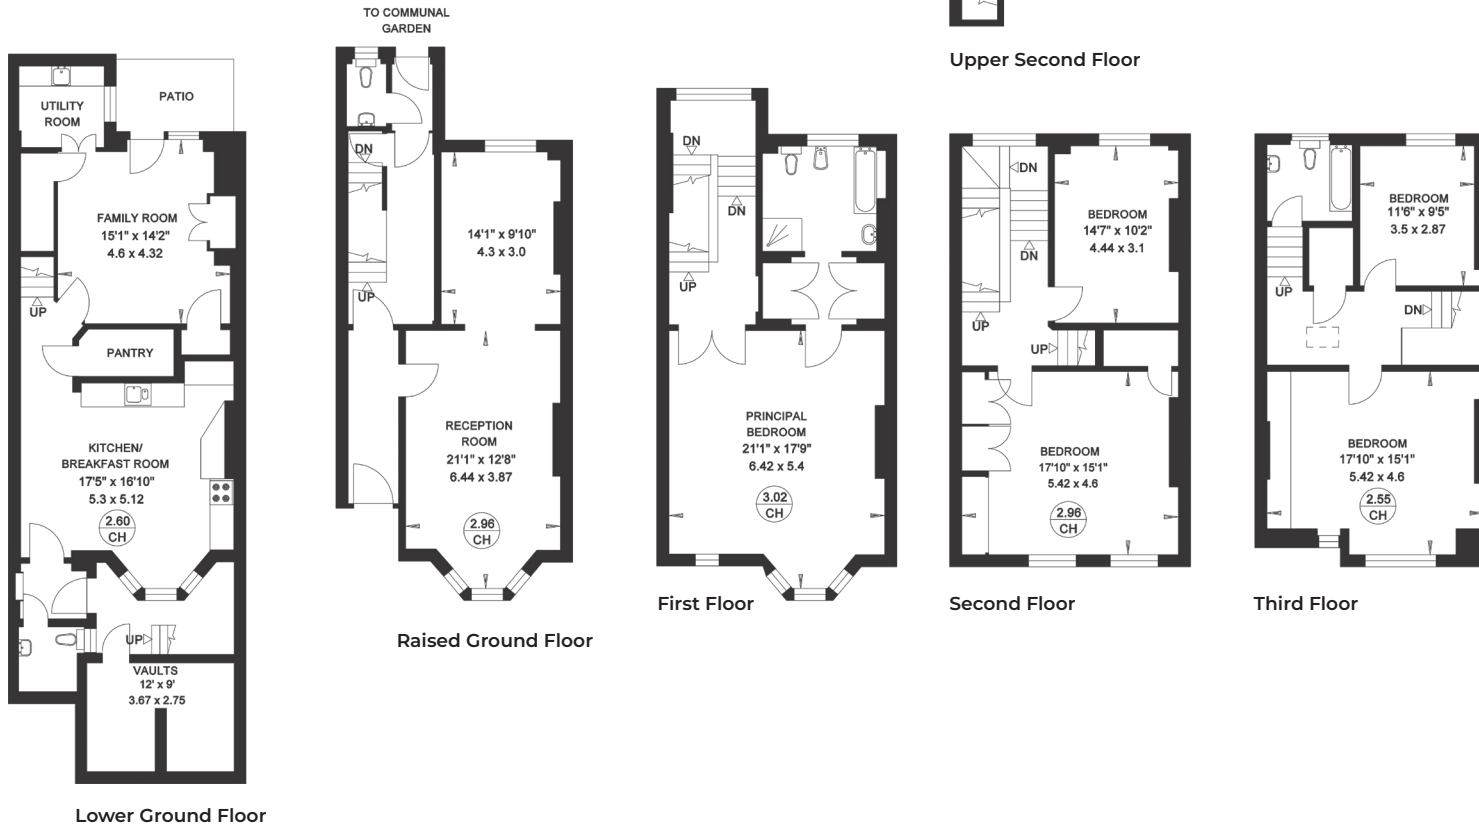 TO COMMUNAL
GARDEN
Upper Second Floor
UTILITY
ROOM
PATIO
FAMILY ROOM
15'1" x 14'2"
4.6 x 4.32
UP
PANTRY
KITCHEN/
BREAKFAST ROOM
17'5" x 16'10"
5.3 x 5.12
2.60
CH
UP
VAULTS
12' x 9'
3.67 x 2.75
Lower Ground Floor
DN
14'1" x 9'10"
4.3 x 3.0
UP
RECEPTION
ROOM
21'1" x 12'8"
6.44 x 3.87
2.96
CH
Raised Ground Floor
DN
DN
UP
PRINCIPAL
BEDROOM
21'1" x 17'9"
6.42 x 5.4
3.02
CH
First Floor
DN
DN
BEDROOM
14'7" x 10'2"
4.44 x 3.1
UP
UP
BEDROOM
17'10" x 15'1"
5.42 x 4.6
2.96
CH
Second Floor
BEDROOM
11'6" x 9'5"
3.5 x 2.87
UP
DN
BEDROOM
17'10" x 15'1"
5.42 x 4.6
2.55
CH
Third Floor